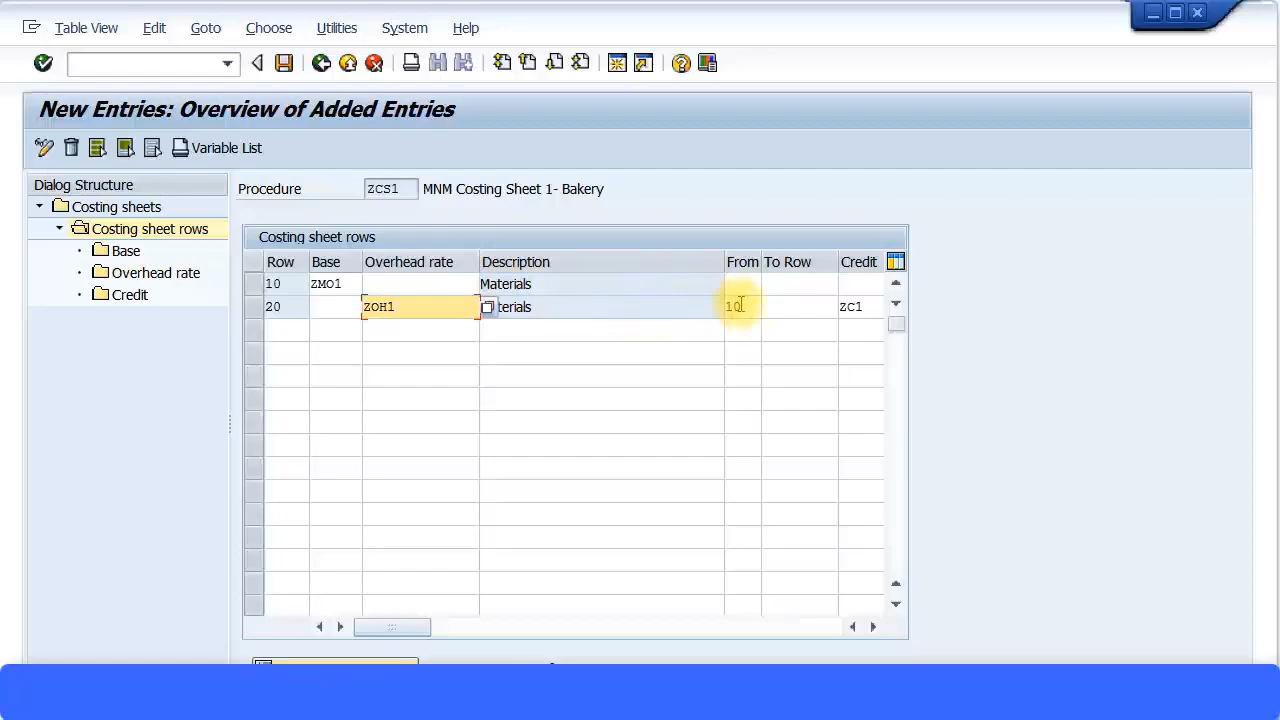 Table View Edit Goto Choose Utilities System Help
New Entries: Overview of Added Entries
Variable List
Dialog Structure
Costing sheets
Costing sheet rows
Base
Overhead rate
Credit
Procedure ZCS1 MNM Costing Sheet 1- Bakery
Costing sheet rows
Row Base Overhead rate Description From To Row Credit
10 ZMO1 Materials
20 ZOH1 terials 10 ZC1